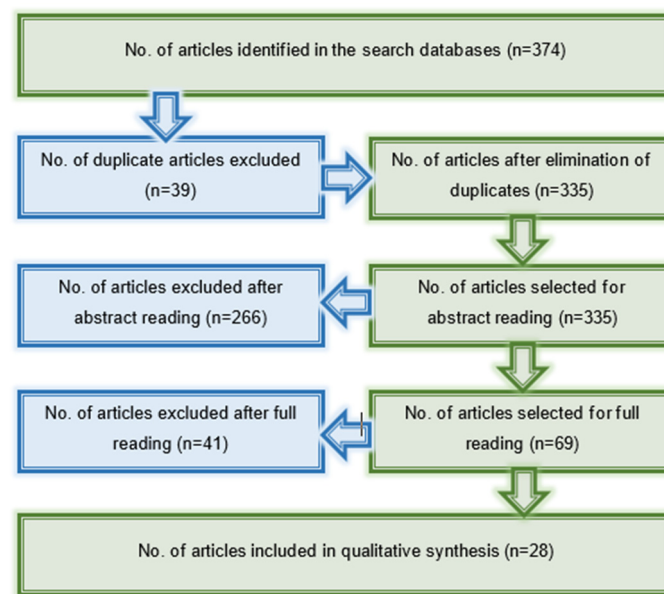 No. of articles identified in the search databases (n=374)
No. of duplicate articles excluded
(n=39)
No. of articles after elimination of
duplicates (n=335)
No. of articles excluded after
abstract reading (n=266)
No. of articles selected for
abstract reading (n=335)
No. of articles excluded after full
reading (n=41)
No. of articles selected for full
reading (n=69)
No. of articles included in qualitative synthesis (n=28)